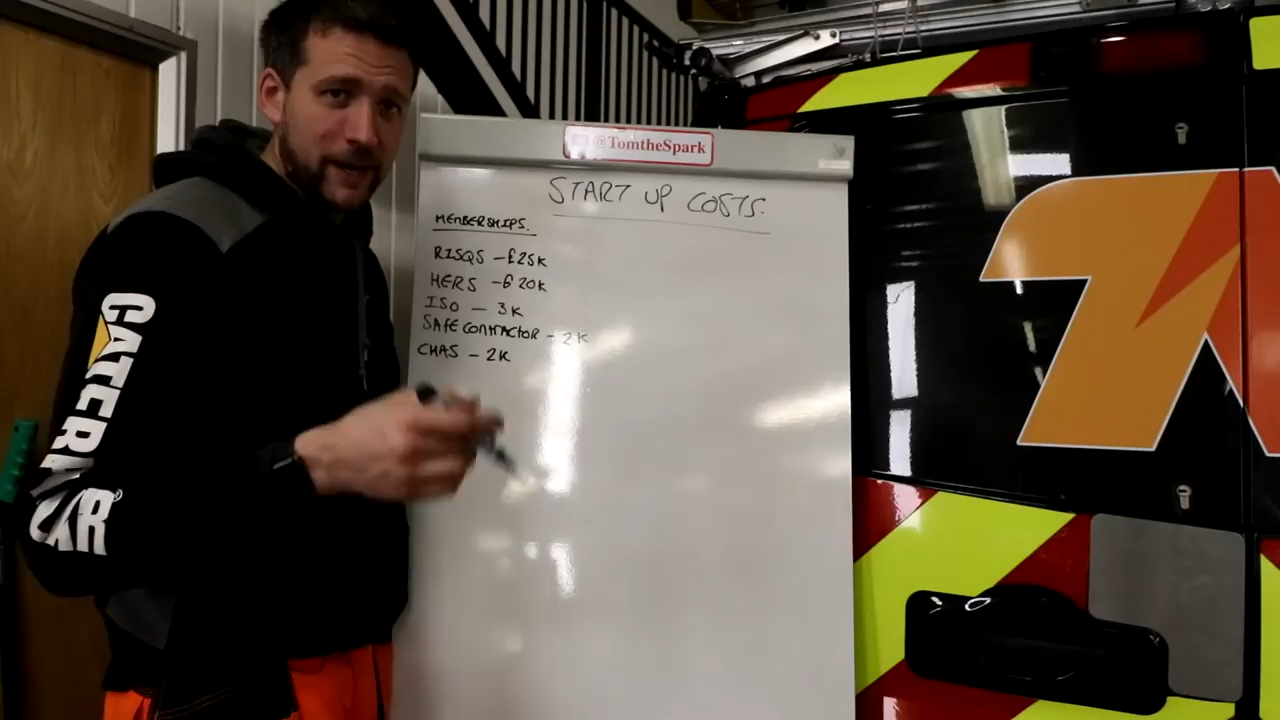 @TomtheSpark
START UP COSTS.
MEMBERSHIPS.
RISQS - £25K
HERS - £20K
ISO - 3K
SAFE CONTRACTOR - 2K
CHAS - 2K
CATERPILLAR®